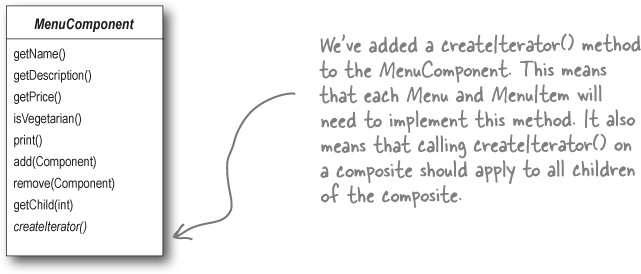 MenuComponent
getName()
getDescription()
getPrice()
isVegetarian()
print()
add(Component)
remove(Component)
getChild(int)
createIterator()
We've added a createIterator() method
to the MenuComponent. This means
that each Menu and MenuItem will
need to implement this method. It also
means that calling createIterator() on
a composite should apply to all children
of the composite.